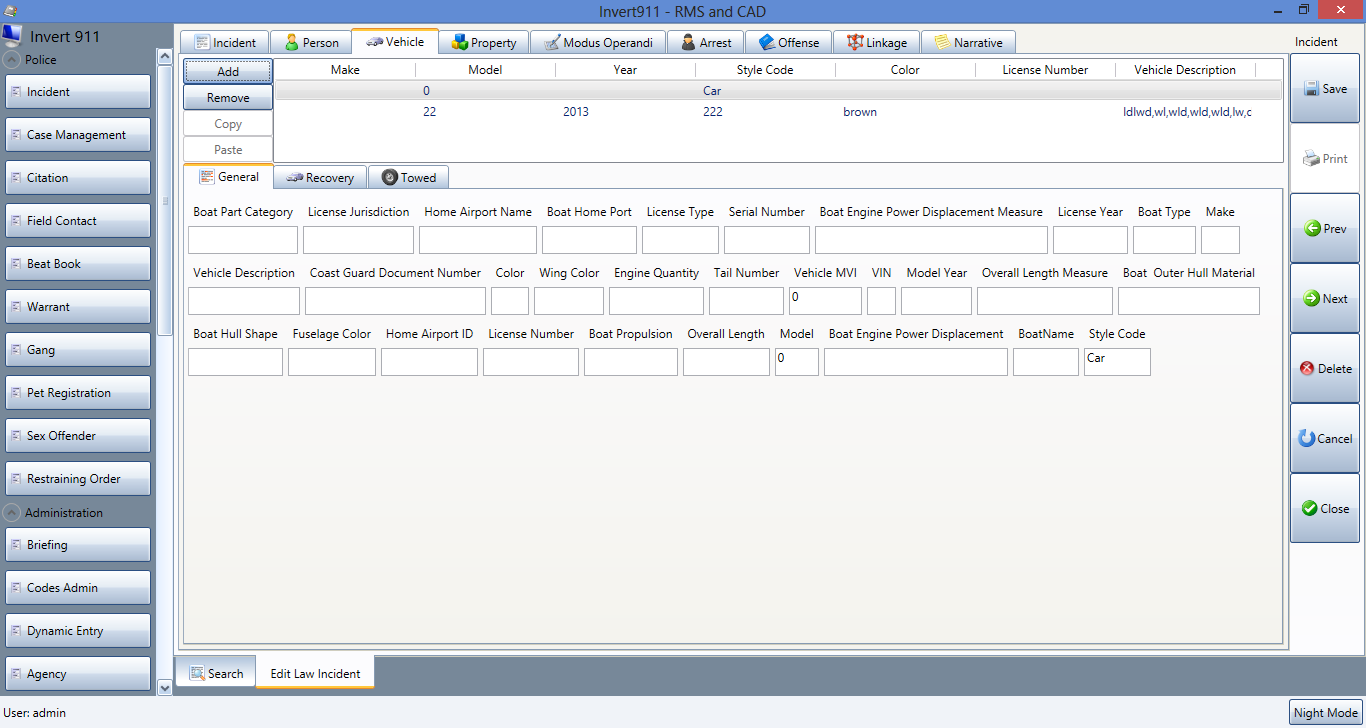 Invert911 - RMS and CAD
Invert 911
Police
Incident
Case Management
Citation
Field Contact
Beat Book
Warrant
Gang
Pet Registration
Sex Offender
Restraining Order
Administration
Briefing
Codes Admin
Dynamic Entry
Agency
Incident Person Vehicle Property Modus Operandi Arrest Offense Linkage Narrative
Add
Remove
Copy
Paste
Make Model Year Style Code Color License Number Vehicle Description
0 Car
22 2013 222 brown ldlwd,wl,wld,wld,wld,lw,c
General Recovery Towed
Boat Part Category License Jurisdiction Home Airport Name Boat Home Port License Type Serial Number Boat Engine Power Displacement Measure License Year Boat Type Make
Vehicle Description Coast Guard Document Number Color Wing Color Engine Quantity Tail Number Vehicle MVI VIN Model Year Overall Length Measure Boat Outer Hull Material
0
Boat Hull Shape Fuselage Color Home Airport ID License Number Boat Propulsion Overall Length Model Boat Engine Power Displacement BoatName Style Code
0 Car
Incident
Save
Print
Prev
Next
Delete
Cancel
Close
Search Edit Law Incident
User: admin
Night Mode